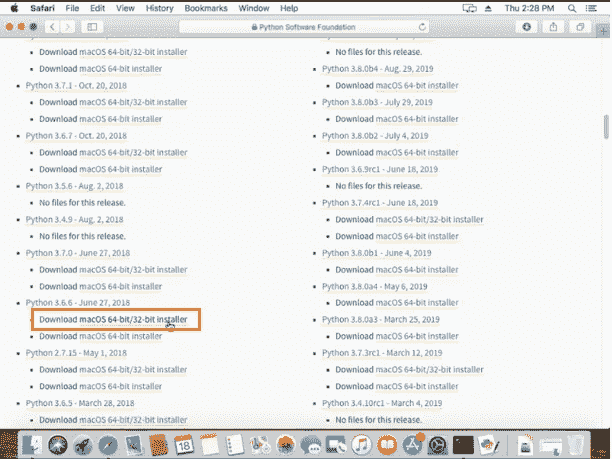 Safari File Edit View History Bookmarks Window Help Thu 2:28 PM
Python Software Foundation
Download macOS 64-bit/32-bit installer
Download macOS 64-bit installer
Python 3.7.1 - Oct. 20, 2018
Download macOS 64-bit/32-bit installer
Download macOS 64-bit installer
Python 3.6.7 - Oct. 20, 2018
Download macOS 64-bit/32-bit installer
Download macOS 64-bit installer
Python 3.5.6 - Aug. 2, 2018
No files for this release.
Python 3.4.9 - Aug. 2, 2018
No files for this release.
Python 3.7.0 - June 27, 2018
Download macOS 64-bit/32-bit installer
Download macOS 64-bit installer
Python 3.6.6 - June 27, 2018
Download macOS 64-bit/32-bit installer
Download macOS 64-bit installer
Python 2.7.15 - May 1, 2018
Download macOS 64-bit/32-bit installer
Download macOS 64-bit installer
Python 3.6.5 - March 28, 2018
Download macOS 64-bit/32-bit installer
No files for this release.
Python 3.8.0b4 - Aug. 29, 2019
Download macOS 64-bit installer
Python 3.8.0b3 - July 29, 2019
Download macOS 64-bit installer
Python 3.8.0b2 - July 4, 2019
Download macOS 64-bit installer
Python 3.6.9rc1 - June 18, 2019
No files for this release.
Python 3.7.4rc1 - June 18, 2019
Download macOS 64-bit/32-bit installer
Download macOS 64-bit installer
Python 3.8.0b1 - June 4, 2019
Download macOS 64-bit installer
Python 3.8.0a4 - May 6, 2019
Download macOS 64-bit installer
Python 3.8.0a3 - March 25, 2019
Download macOS 64-bit installer
Python 3.7.3rc1 - March 12, 2019
Download macOS 64-bit/32-bit installer
Download macOS 64-bit installer
Python 3.4.10rc1 - March 4, 2019
No files for this release.
18